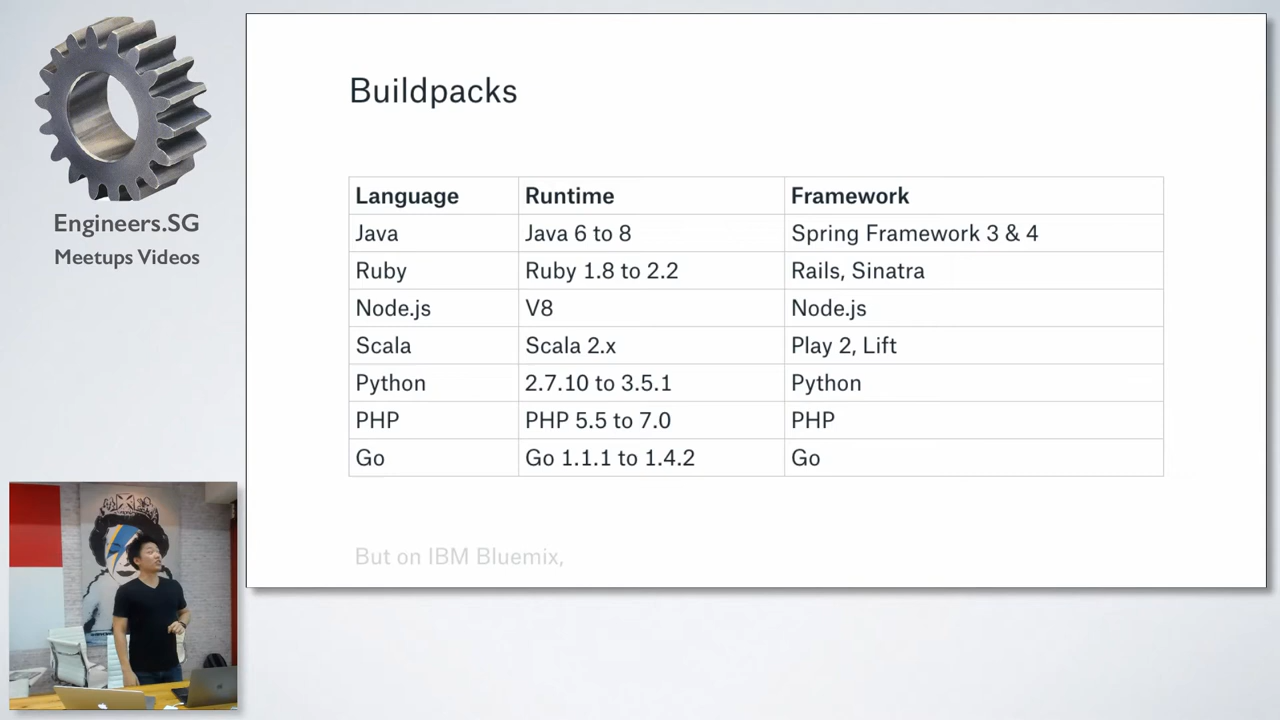 Engineers.SG
Meetups Videos
Buildpacks
Language Runtime Framework
Java Java 6 to 8 Spring Framework 3 & 4
Ruby Ruby 1.8 to 2.2 Rails, Sinatra
Node.js V8 Node.js
Scala Scala 2.x Play 2, Lift
Python 2.7.10 to 3.5.1 Python
PHP PHP 5.5 to 7.0 PHP
Go Go 1.1.1 to 1.4.2 Go
But on IBM Bluemix,